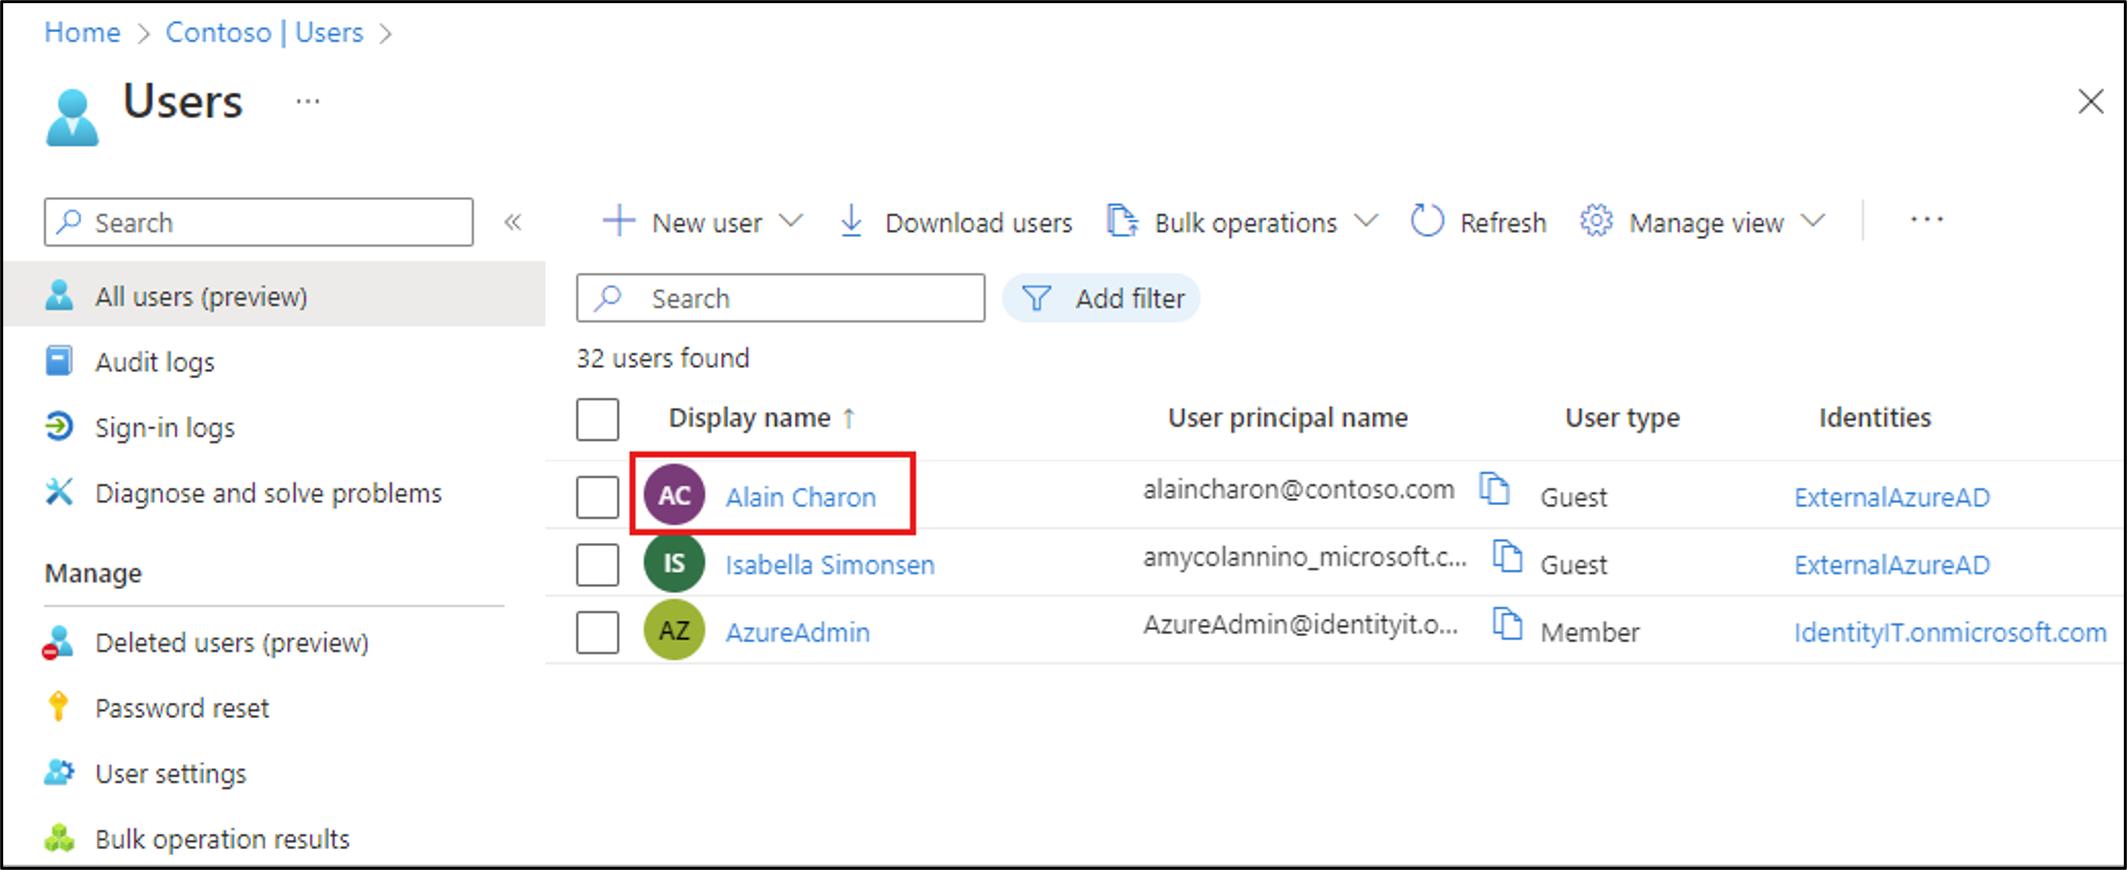 Home > Contoso | Users >
Users ...
Search «
All users (preview)
Audit logs
Sign-in logs
Diagnose and solve problems
Manage
Deleted users (preview)
Password reset
User settings
Bulk operation results
New user Download users Bulk operations Refresh Manage view ...
Search Add filter
32 users found
Display name ↑ User principal name User type Identities
AC Alain Charon alaincharon@contoso.com Guest ExternalAzureAD
IS Isabella Simonsen amycolannino_microsoft.c... Guest ExternalAzureAD
AZ AzureAdmin AzureAdmin@identityit.o... Member IdentityIT.onmicrosoft.com